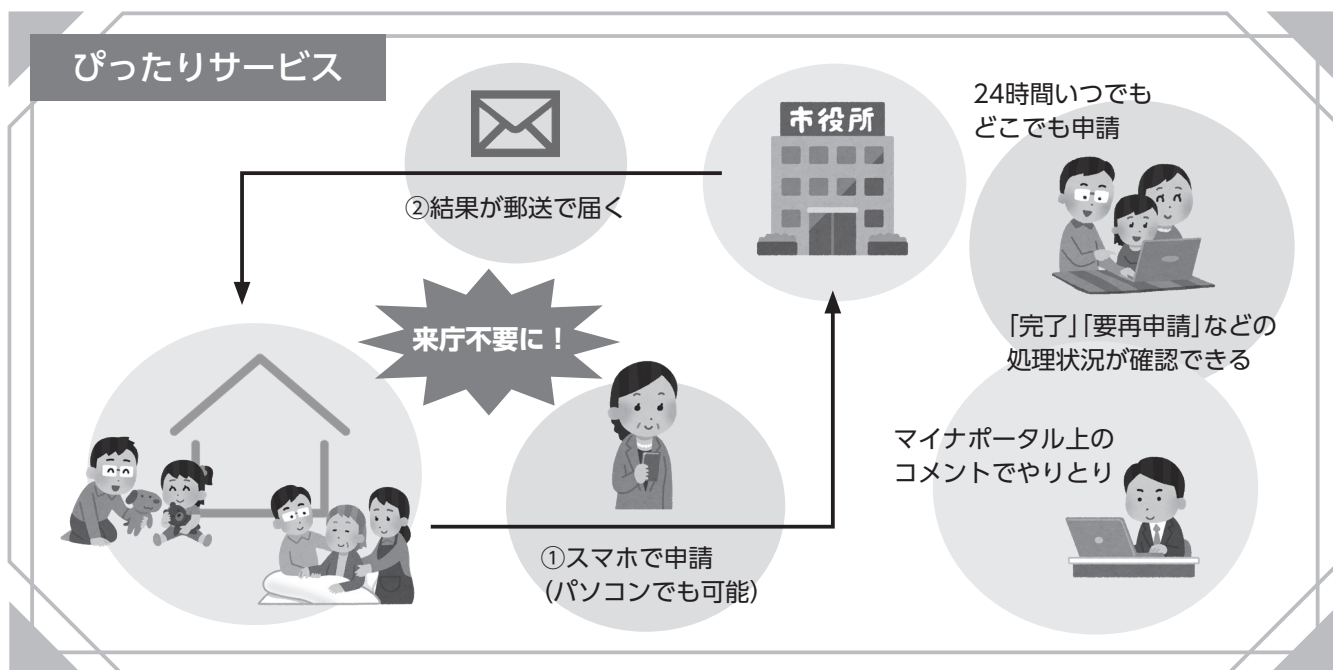 ぴったりサービス
市役所
24時間いつでも
どこでも申請
②結果が郵送で届く
来庁不要に！
「完了」「要再申請」などの
処理状況が確認できる
マイナポータル上の
コメントでやりとり
①スマホで申請
（パソコンでも可能）